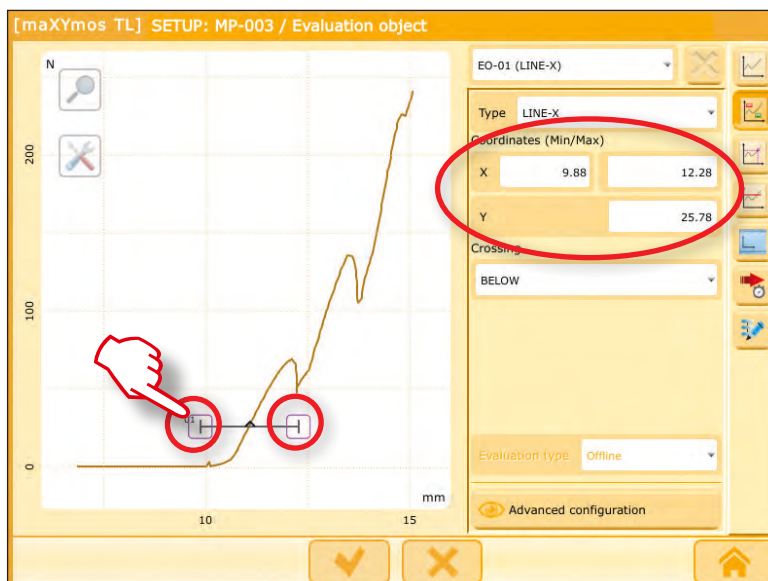 [maXYmos TL] SETUP: MP-003 / Evaluation object
N
200
100
0
10
15
mm
EO-01 (LINE-X)
Type LINE-X
Coordinates (Min/Max)
X 9.88 12.28
Y 25.78
Crossing
BELOW
Evaluation type Offline
Advanced configuration